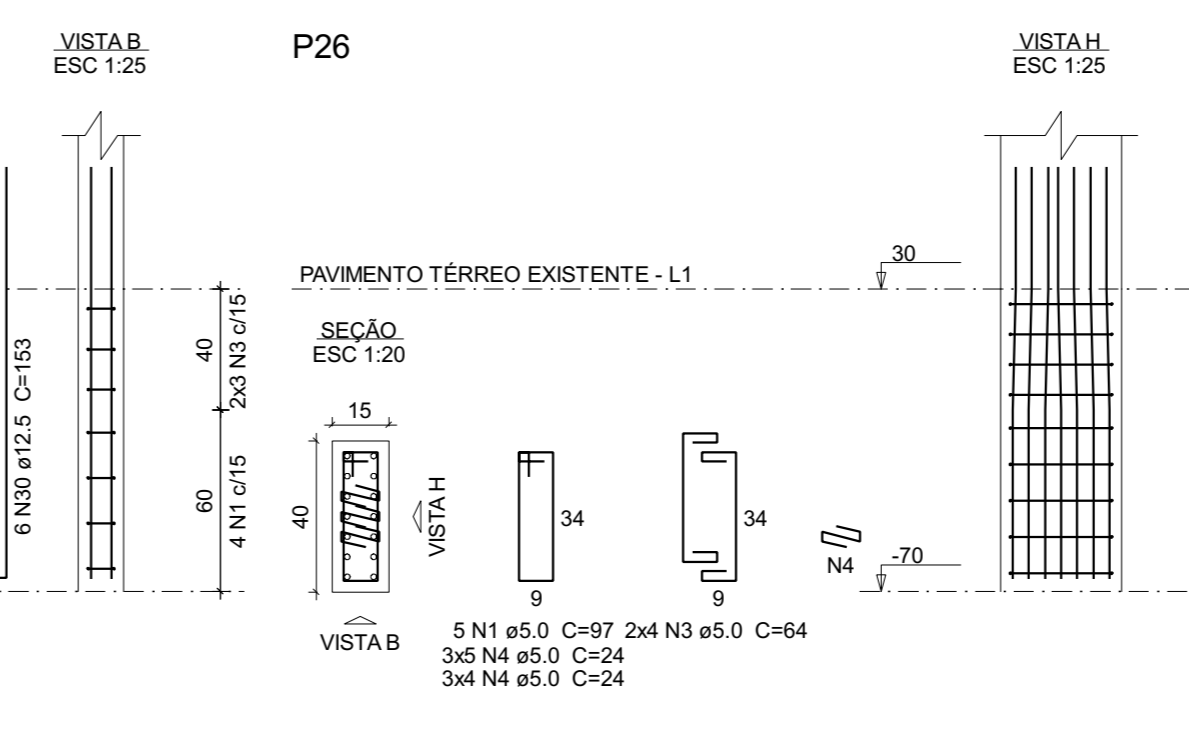 VISTA B
ESC 1:25
P26
VISTA H
ESC 1:25
PAVIMENTO TÉRREO EXISTENTE - L1
30
6 N30 ø12.5 C=153
40
2x3 N3 c/15
60
4 N1 c/15
SEÇÃO
ESC 1:20
15
40
VISTA H
VISTA B
34
9
34
9
N4
-70
5 N1 ø5.0 C=97 2x4 N3 ø5.0 C=64
3x5 N4 ø5.0 C=24
3x4 N4 ø5.0 C=24